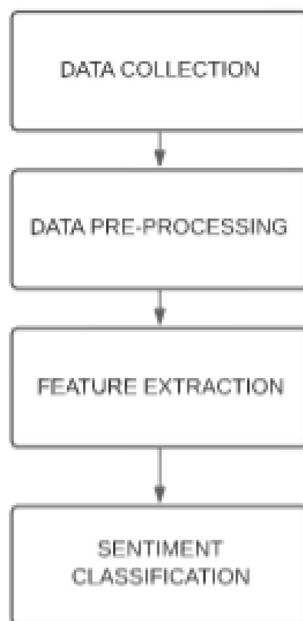 DATA COLLECTION
DATA PRE-PROCESSING
FEATURE EXTRACTION
SENTIMENT
CLASSIFICATION